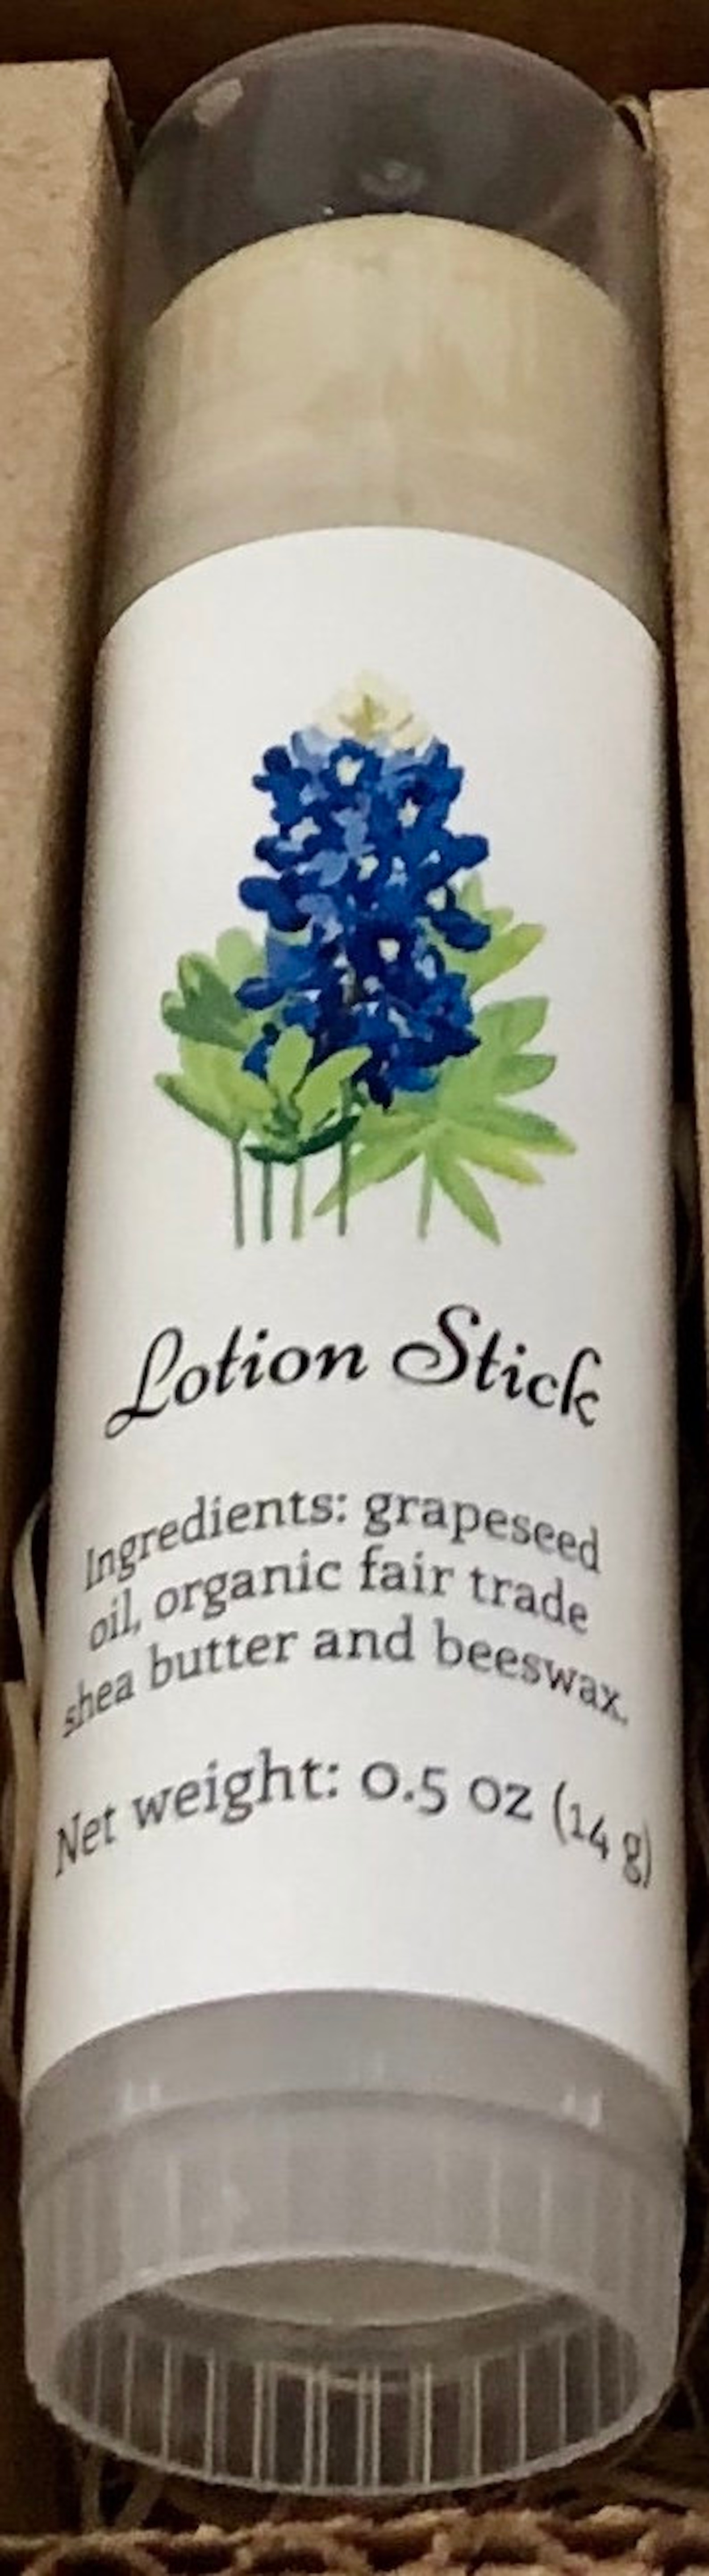 Lotion Stick
Ingredients: grapeseed
oil, organic fair trade
shea butter and beeswax.
Net weight: 0.5 oz (14 g)